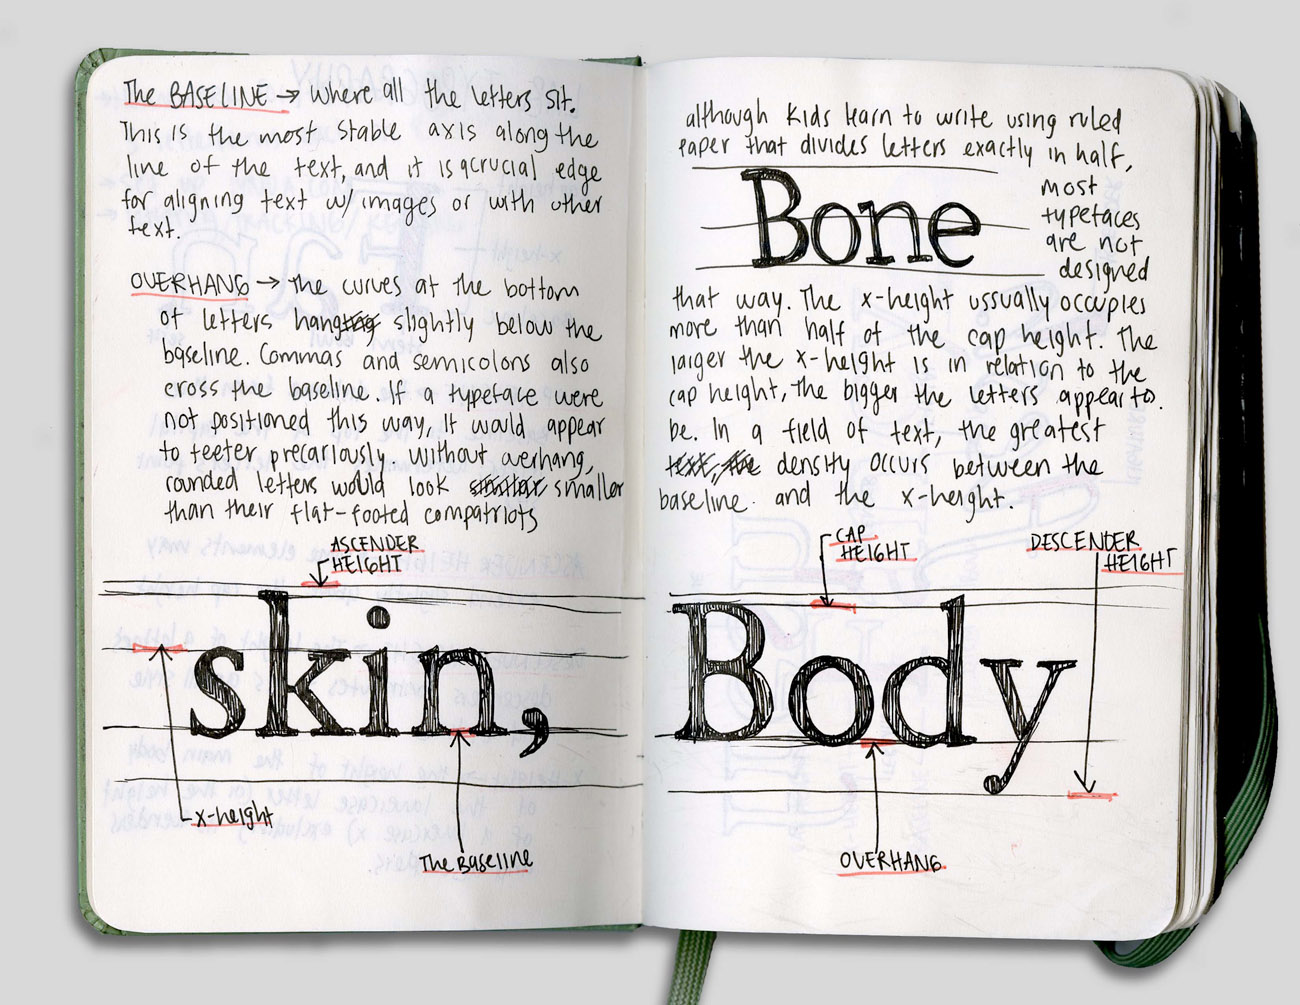 The BASELINE → where all the letters sit.
This is the most stable axis along the
line of the text, and it is a crucial edge
for aligning text w/ images or with other
text.
OVERHANG → The curves at the bottom
of letters hang slightly below the
baseline. Commas and semicolons also
cross the baseline. If a typeface were
not positioned this way, it would appear
to teeter precariously. Without overhang,
rounded letters would look smaller
than their flat-footed compatriots
ASCENDER
HEIGHT
skin,
x-height
The Baseline
although kids learn to write using ruled
paper that divides letters exactly in half,
Bone
most
typefaces
are not
designed
that way. The x-height ussually occupies
more than half of the cap height. The
larger the x-height is in relation to the
cap height, the bigger the letters appear to
be. In a field of text, the greatest
density occurs between the
baseline and the x-height.
CAP
HEIGHT
DESCENDER
HEIGHT
Body
OVERHANG